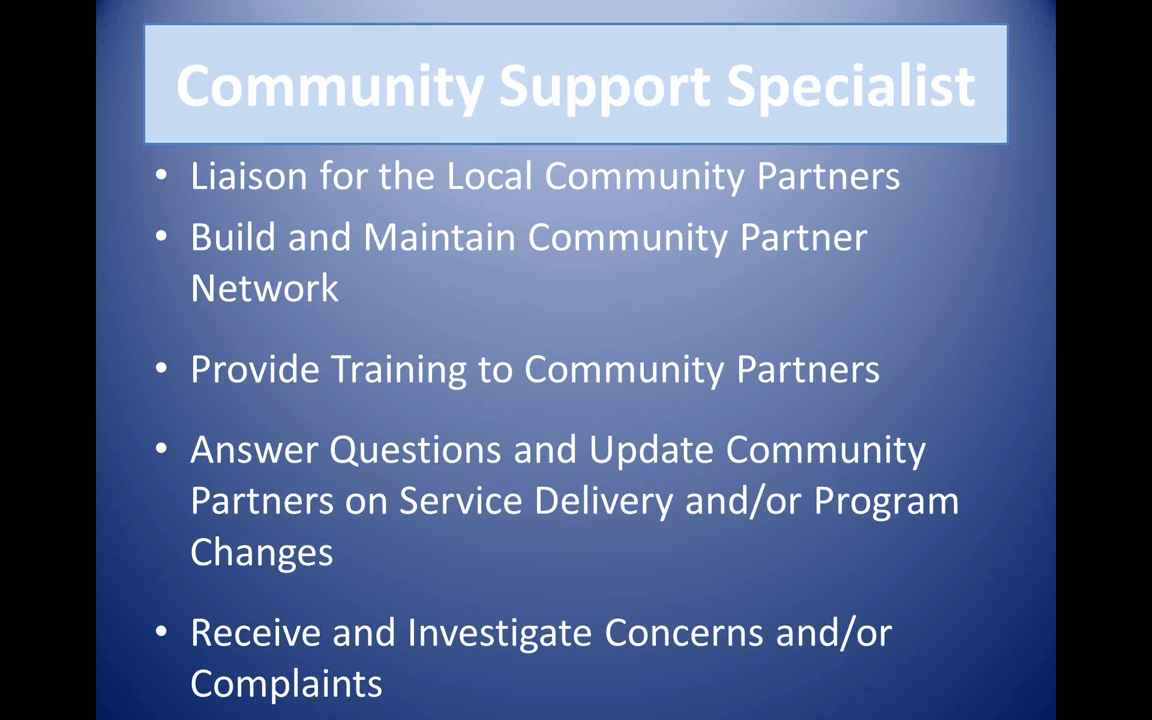 Community Support Specialist
• Liaison for the Local Community Partners
• Build and Maintain Community Partner
Network
• Provide Training to Community Partners
• Answer Questions and Update Community
Partners on Service Delivery and/or Program
Changes
• Receive and Investigate Concerns and/or
Complaints